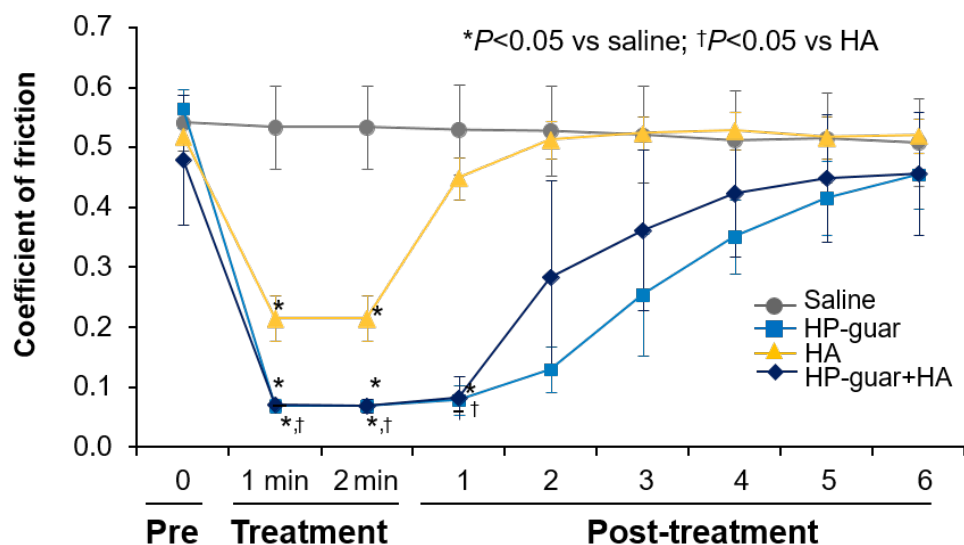 *P<0.05 vs saline; †P<0.05 vs HA
Coefficient of friction
0.7
0.6
0.5
0.4
0.3
0.2
0.1
0.0
*
*
*
*
*,†
*,†
*
†
Saline
HP-guar
HA
HP-guar+HA
0 1 min 2 min 1 2 3 4 5 6
Pre Treatment Post-treatment